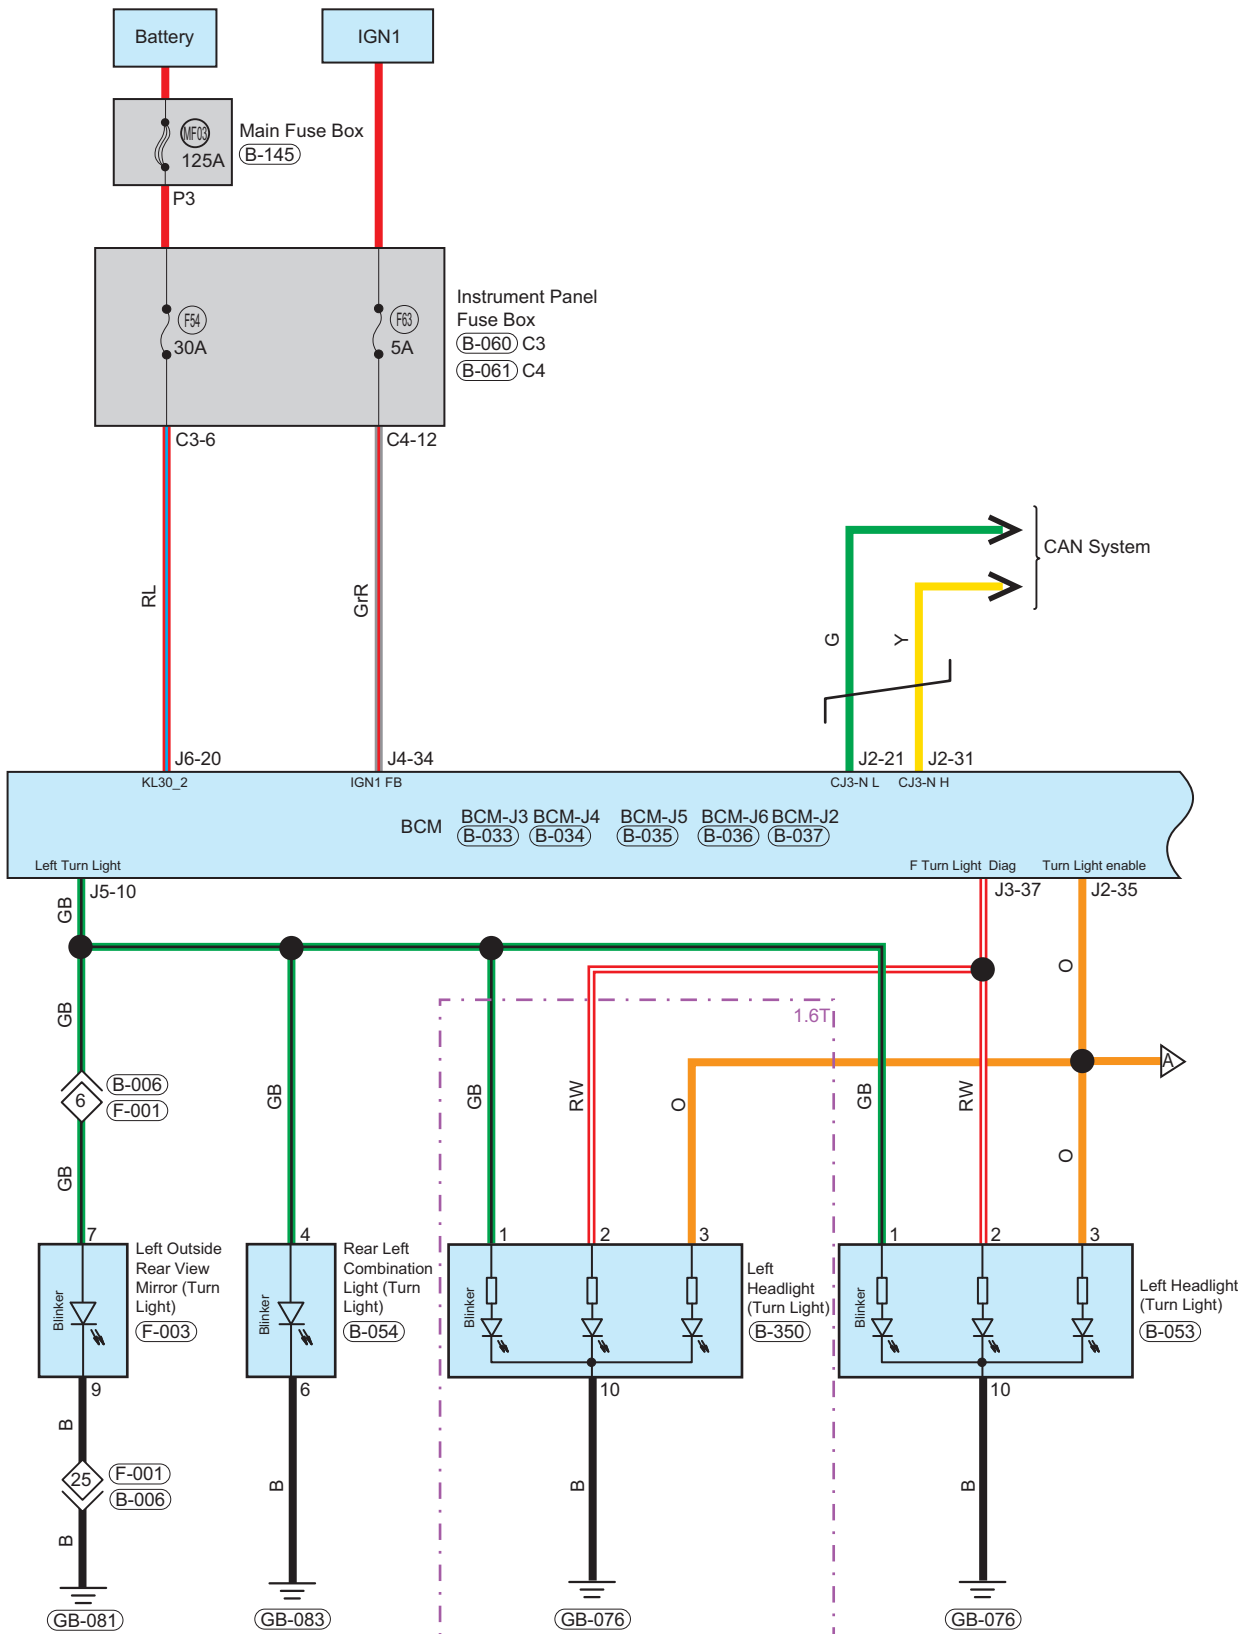 Battery
IGN1
MF03
125A
Main Fuse Box
B-145
P3
F54
30A
F63
5A
Instrument Panel
Fuse Box
B-060 C3
B-061 C4
C3-6
C4-12
RL
GrR
G
Y
CAN System
J6-20
J4-34
J2-21
J2-31
KL30_2
IGN1 FB
CJ3-N L
CJ3-N H
BCM
BCM-J3
B-033
BCM-J4
B-034
BCM-J5
B-035
BCM-J6
B-036
BCM-J2
B-037
Left Turn Light
F Turn Light Diag
Turn Light enable
J5-10
J3-37
J2-35
GB
GB
O
1.6T
A
6
B-006
F-001
GB
GB
RW
O
GB
RW
GB
O
7
4
1
2
3
1
2
3
Blinker
Left Outside
Rear View
Mirror (Turn
Light)
F-003
Blinker
Rear Left
Combination
Light (Turn
Light)
B-054
Blinker
Left
Headlight
(Turn Light)
B-350
Blinker
Left Headlight
(Turn Light)
B-053
9
6
10
10
B
25
F-001
B-006
B
B
B
B
GB-081
GB-083
GB-076
GB-076